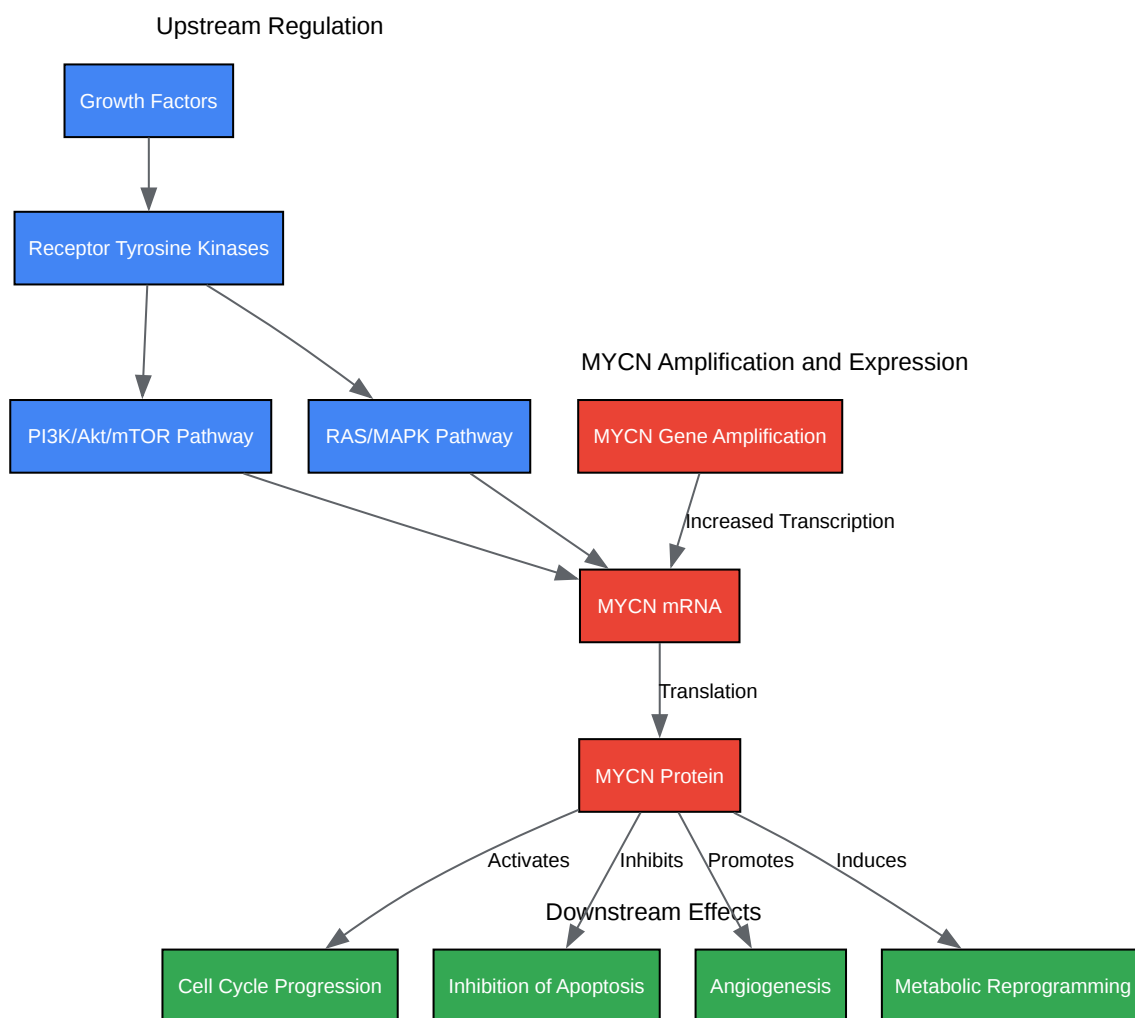 Upstream Regulation
Growth Factors
Receptor Tyrosine Kinases
MYCN Amplification and Expression
PI3K/Akt/mTOR Pathway
RAS/MAPK Pathway
MYCN Gene Amplification
Increased Transcription
MYCN mRNA
Translation
MYCN Protein
Activates
Inhibits
Promotes
Induces
Downstream Effects
Cell Cycle Progression
Inhibition of Apoptosis
Angiogenesis
Metabolic Reprogramming